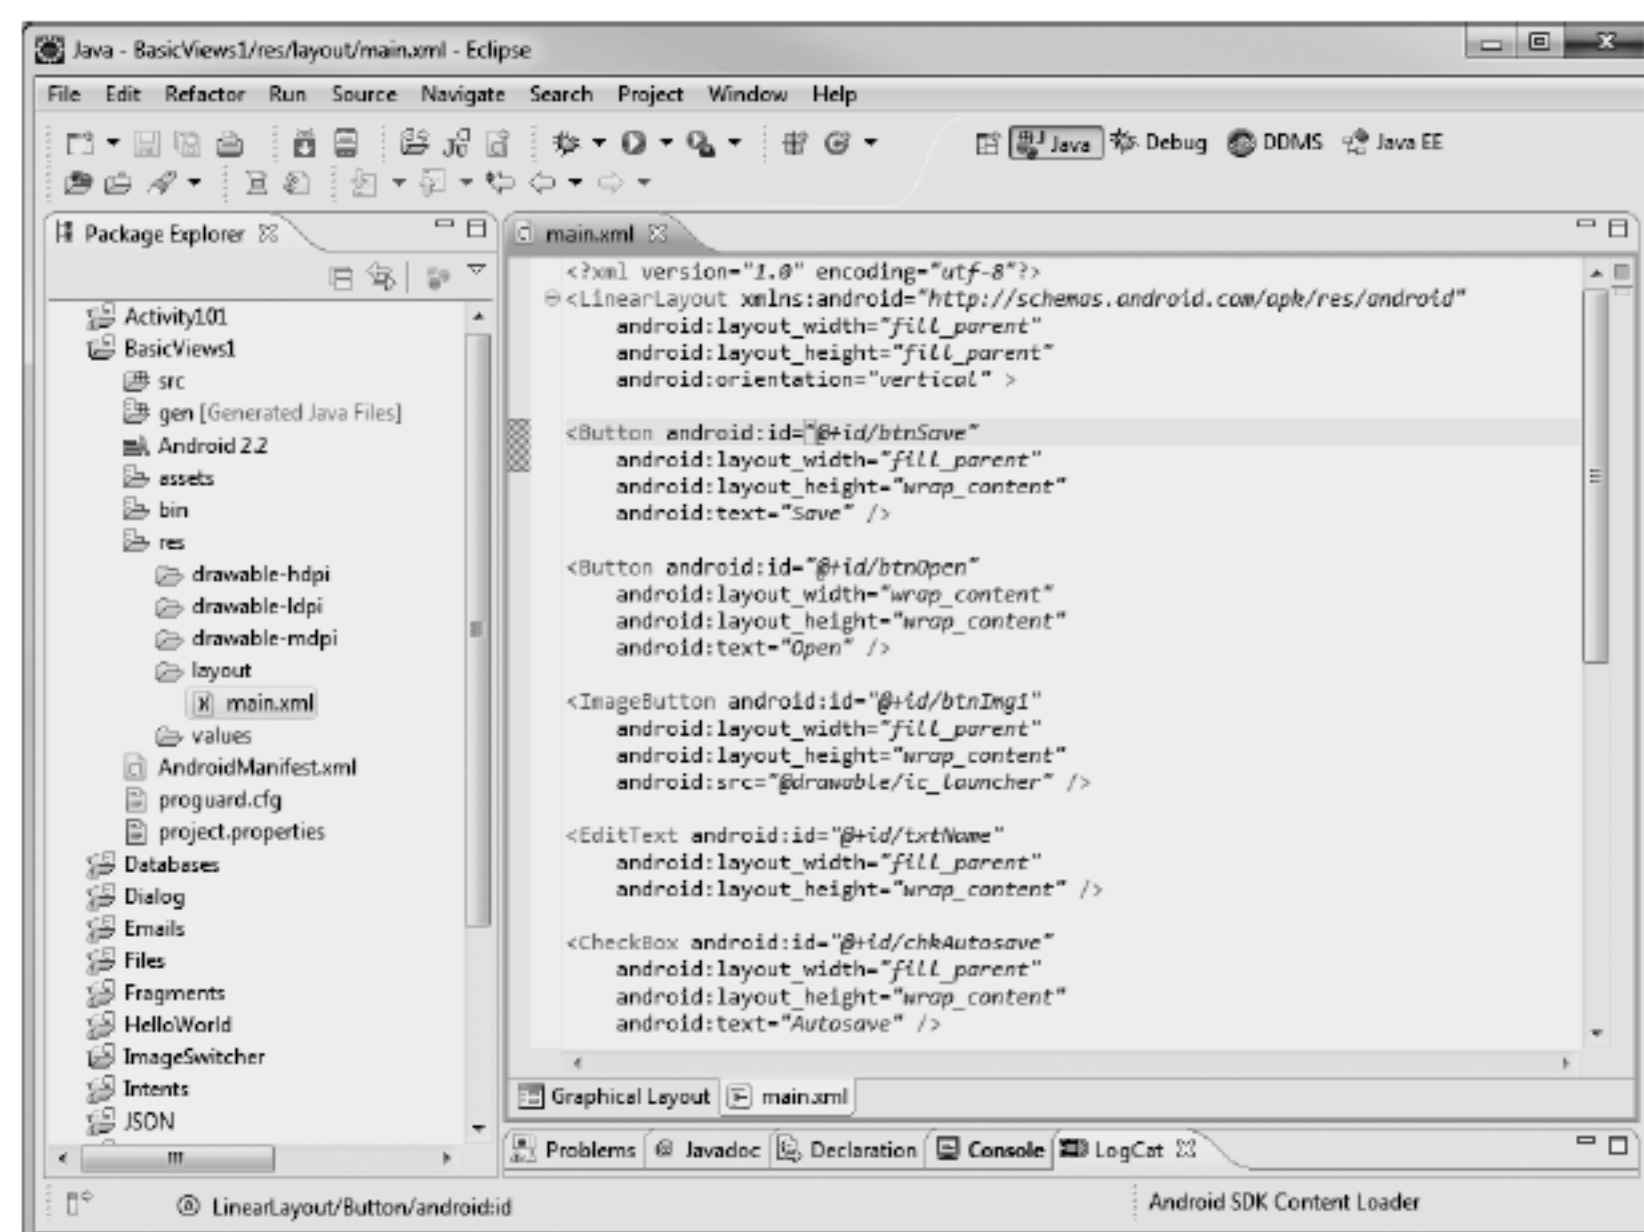 Java - BasicViews1/res/layout/main.xml - Eclipse
File Edit Refactor Run Source Navigate Search Project Window Help
Java Debug DDMS Java EE
Package Explorer
Activity101
BasicViews1
src
gen [Generated Java Files]
Android 2.2
assets
bin
res
drawable-hdpi
drawable-ldpi
drawable-mdpi
layout
main.xml
values
AndroidManifest.xml
proguard.cfg
project.properties
Databases
Dialog
Emails
Files
Fragments
HelloWorld
ImageSwitcher
Intents
JSON
main.xml
<?xml version="1.0" encoding="utf-8"?>
<LinearLayout xmlns:android="http://schemas.android.com/apk/res/android"
android:layout_width="fill_parent"
android:layout_height="fill_parent"
android:orientation="vertical" >
<Button android:id="@+id/btnSave"
android:layout_width="fill_parent"
android:layout_height="wrap_content"
android:text="Save" />
<Button android:id="@+id/btnOpen"
android:layout_width="wrap_content"
android:layout_height="wrap_content"
android:text="Open" />
<ImageButton android:id="@+id/btnImg1"
android:layout_width="fill_parent"
android:layout_height="wrap_content"
android:src="@drawable/ic_launcher" />
<EditText android:id="@+id/txtName"
android:layout_width="fill_parent"
android:layout_height="wrap_content" />
<CheckBox android:id="@+id/chkAutosave"
android:layout_width="fill_parent"
android:layout_height="wrap_content"
android:text="Autosave" />
Graphical Layout main.xml
Problems Javadoc Declaration Console LogCat
LinearLayout/Button/android:id
Android SDK Content Loader